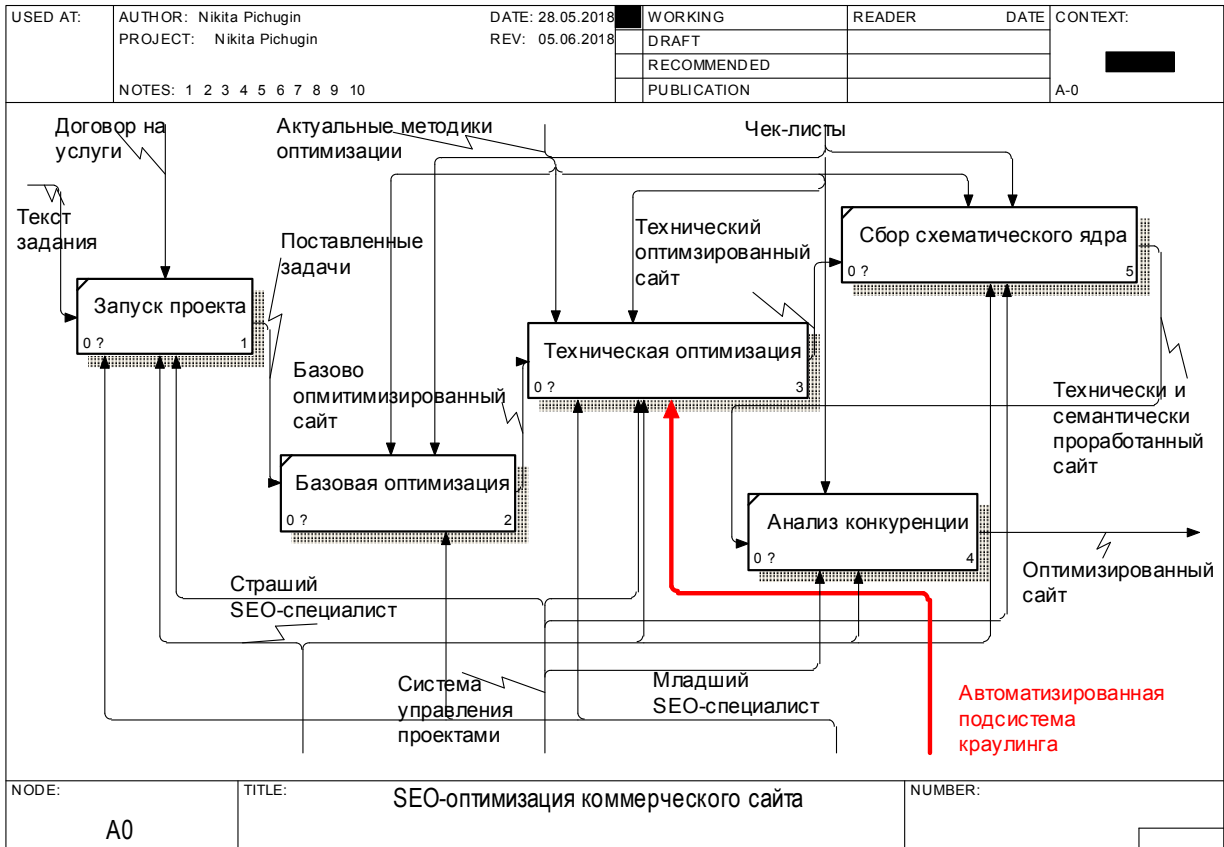 USED AT:
AUTHOR: Nikita Pichugin
DATE: 28.05.2018
PROJECT: Nikita Pichugin
REV: 05.06.2018
NOTES: 1 2 3 4 5 6 7 8 9 10
WORKING
DRAFT
RECOMMENDED
PUBLICATION
READER
DATE
CONTEXT:
A-0
Договор на
услуги
Актуальные методики
оптимизации
Чек-листы
Текст
задания
Поставленные
задачи
Технический
оптимзированный
сайт
Сбор схематического ядра
0 ?
5
Запуск проекта
0 ?
1
Техническая оптимизация
0 ?
3
Базово
опмитимизированный
сайт
Технически и
семантически
проработанный
сайт
Базовая оптимизация
0 ?
2
Анализ конкуренции
0 ?
4
Оптимизированный
сайт
Страший
SEO-специалист
Система
управления
проектами
Младший
SEO-специалист
Автоматизированная
подсистема
краулинга
NODE:
A0
TITLE:
SEO-оптимизация коммерческого сайта
NUMBER: